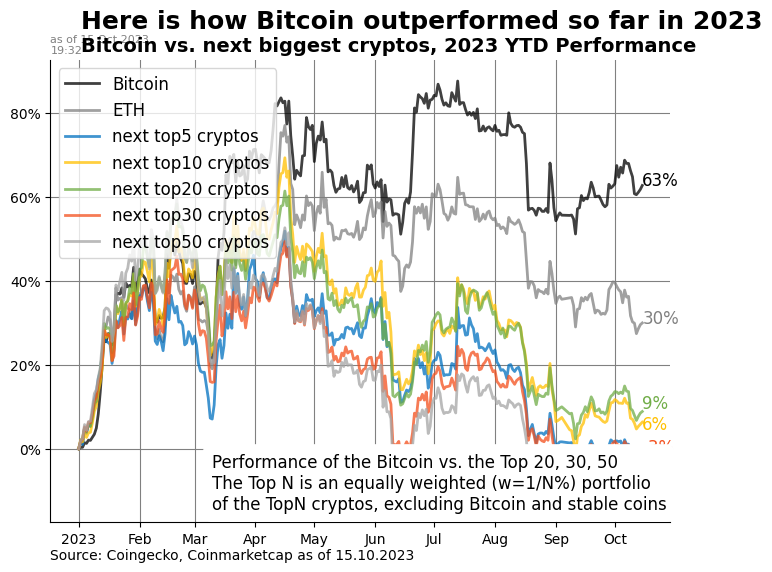 Here is how Bitcoin outperformed so far in 2023
as of 15 Oct 2023
19:32
Bitcoin vs. next biggest cryptos, 2023 YTD Performance
Bitcoin
ETH
next top5 cryptos
next top10 cryptos
next top20 cryptos
next top30 cryptos
next top50 cryptos
80%
60%
40%
20%
0%
63%
30%
9%
6%
Performance of the Bitcoin vs. the Top 20, 30, 50
The Top N is an equally weighted (w=1/N%) portfolio
of the TopN cryptos, excluding Bitcoin and stable coins
2023 Feb Mar Apr May Jun Jul Aug Sep Oct
Source: Coingecko, Coinmarketcap as of 15.10.2023